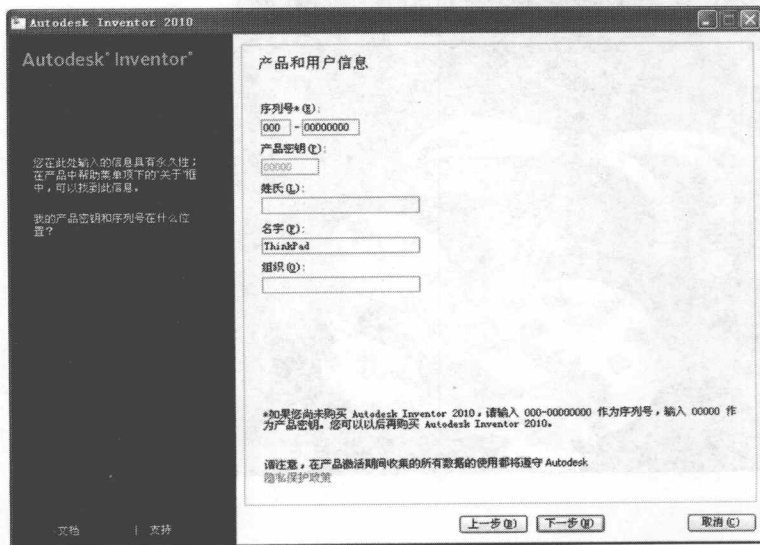 Autodesk Inventor 2010
Autodesk® Inventor®
您在此处输入的信息具有永久性；
在产品中帮助菜单项下的“关于”框
中，可以找到此信息。
我的产品密钥和序列号在什么位
置？
文档 | 支持
产品和用户信息
序列号*(E):
000 - 00000000
产品密钥(P):
00000
姓氏(L):
名字(F):
ThinkPad
组织(O):
*如果您尚未购买 Autodesk Inventor 2010，请输入 000-00000000 作为序列号，输入 00000 作
为产品密钥。您可以以后再购买 Autodesk Inventor 2010。
请注意，在产品激活期间收集的所有数据的使用都将遵守 Autodesk
隐私保护政策
上一步(B) 下一步(N) 取消(C)